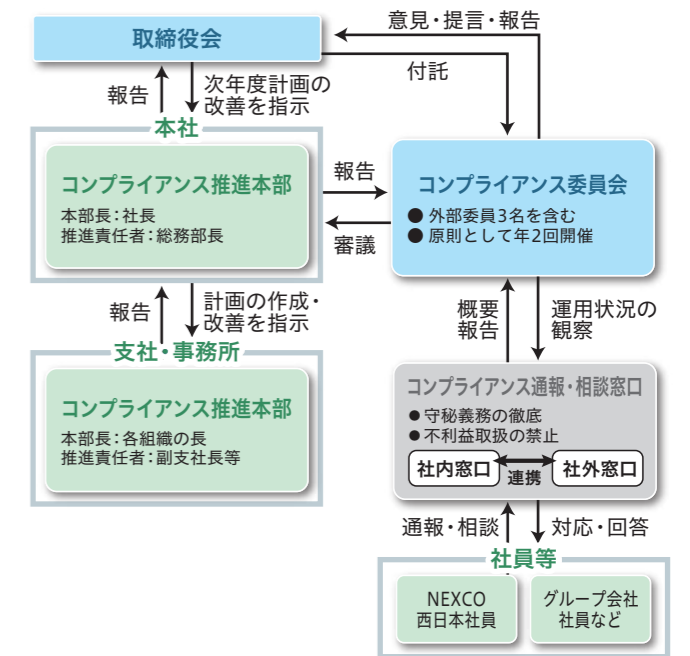 取締役会
意見・提言・報告
付託
報告
次年度計画の
改善を指示
本社
コンプライアンス推進本部
本部長：社長
推進責任者：総務部長
報告
審議
コンプライアンス委員会
● 外部委員3名を含む
● 原則として年2回開催
報告
計画の作成・
改善を指示
支社・事務所
コンプライアンス推進本部
本部長：各組織の長
推進責任者：副支社長等
概要
報告
運用状況の
観察
コンプライアンス通報・相談窓口
● 守秘義務の徹底
● 不利益取扱の禁止
社内窓口
連携
社外窓口
通報・相談
対応・回答
社員等
NEXCO
西日本社員
グループ会社
社員など